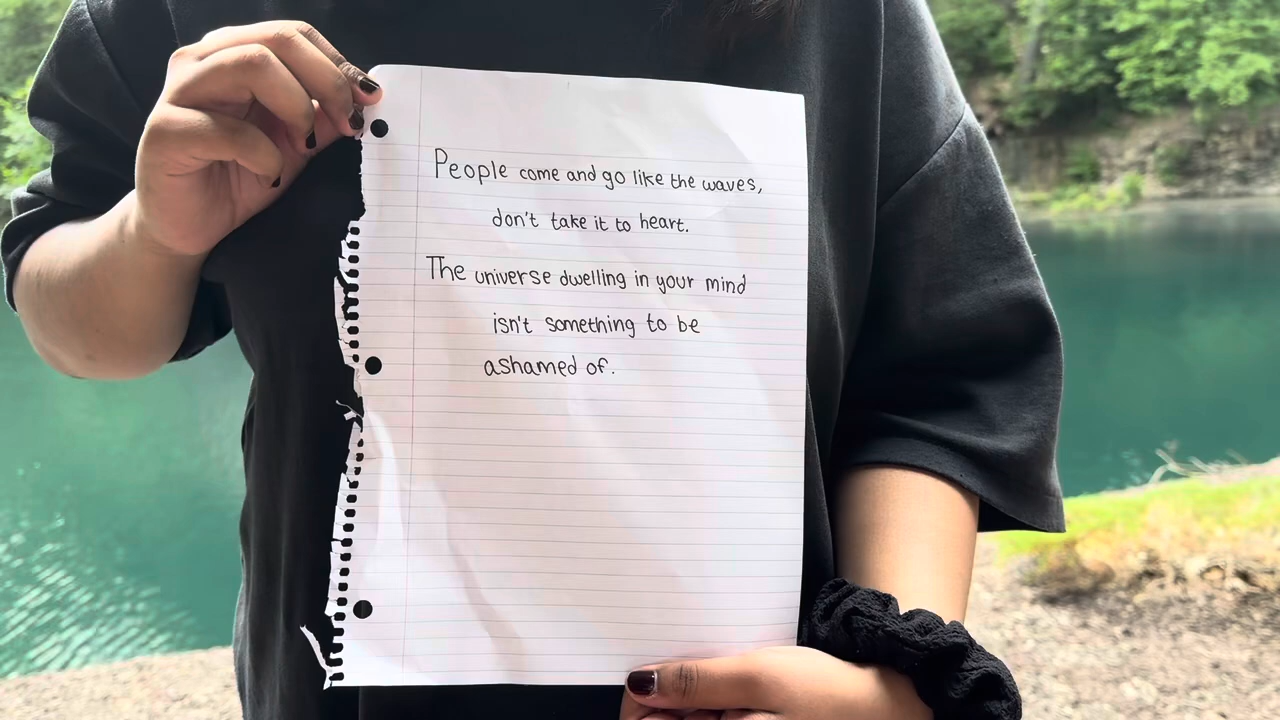 People come and go like the waves,
don't take it to heart.
The universe dwelling in your mind
isn't something to be
ashamed of.